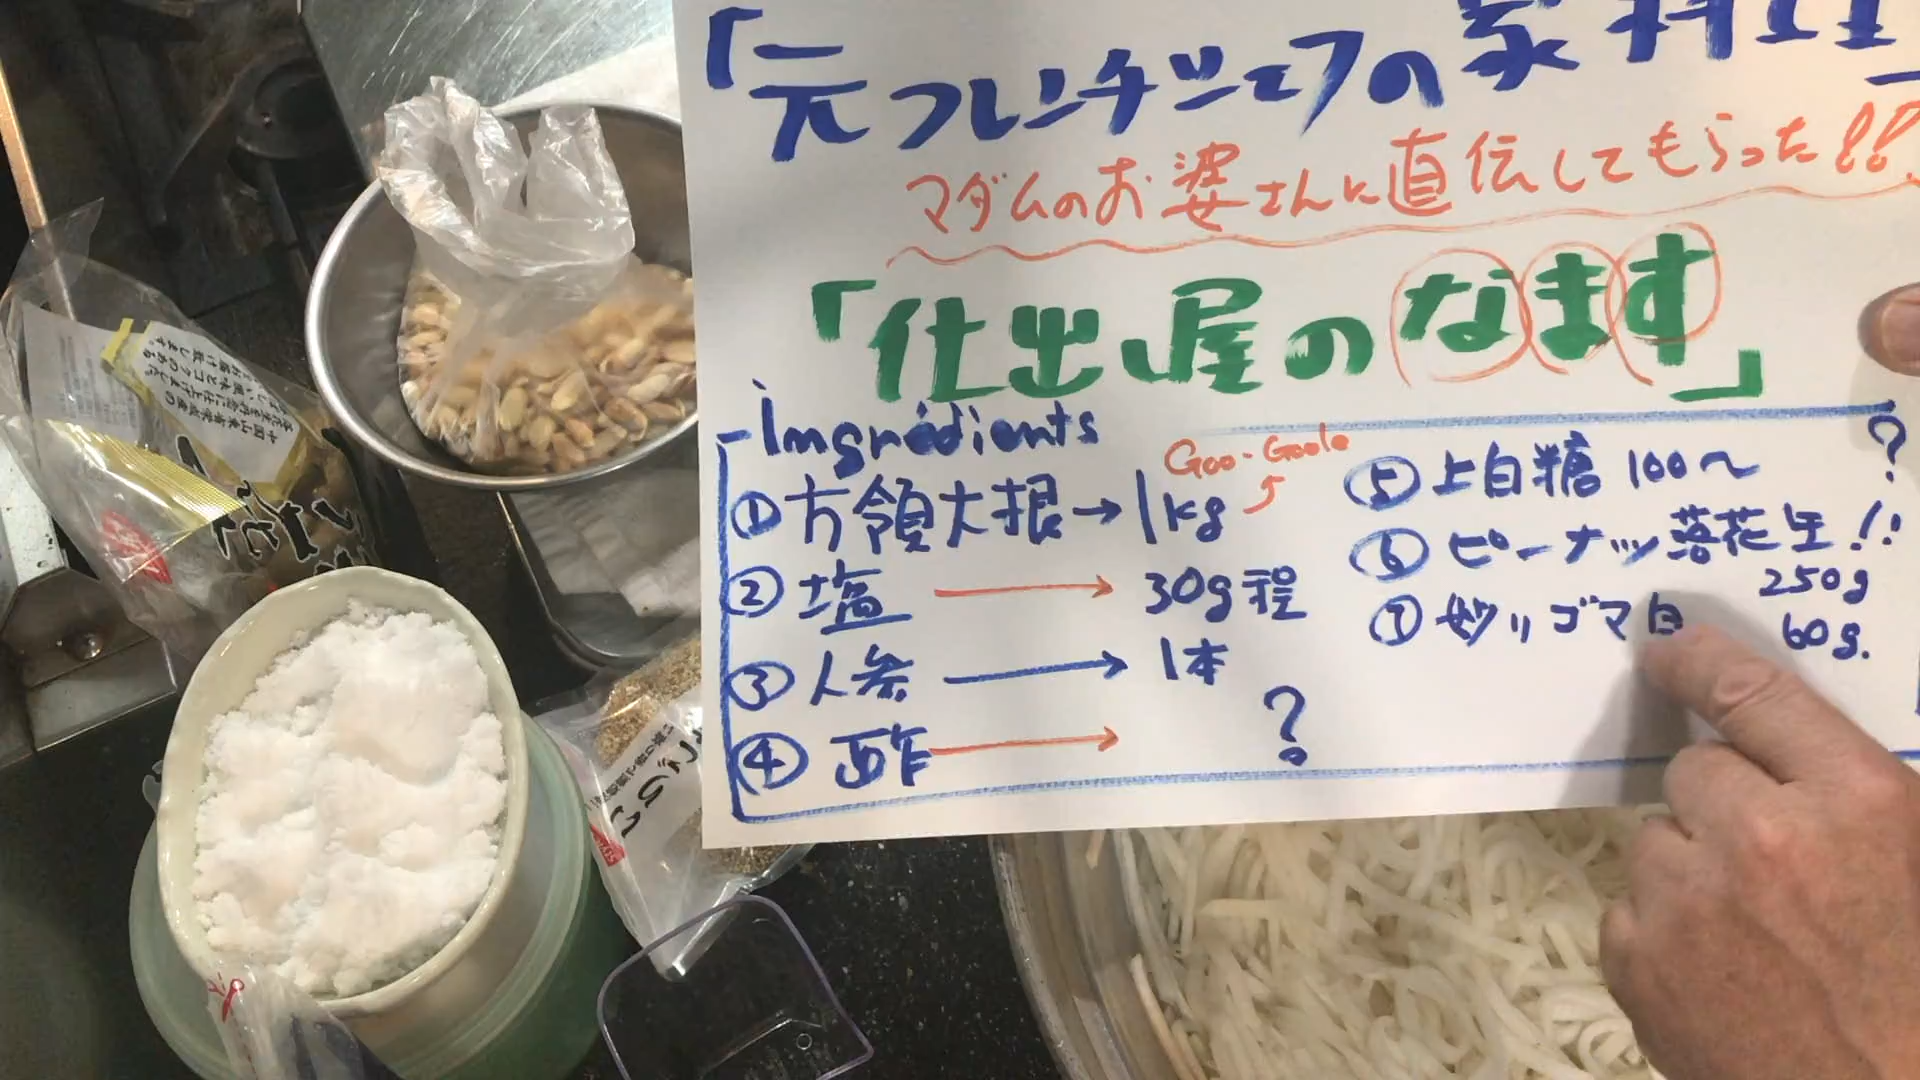 「元フレンチシェフの家料理」
マダムのお婆さんに直伝してもらった!!
「仕出し屋のなます」
Ingrédients
Goo-Goole
①方領大根→1kg
②塩→30g程
③人参→1本
④酢→?
⑤上白糖 100〜?
⑥ピーナッツ落花生!!
250g
⑦炒リゴマ白 60g.